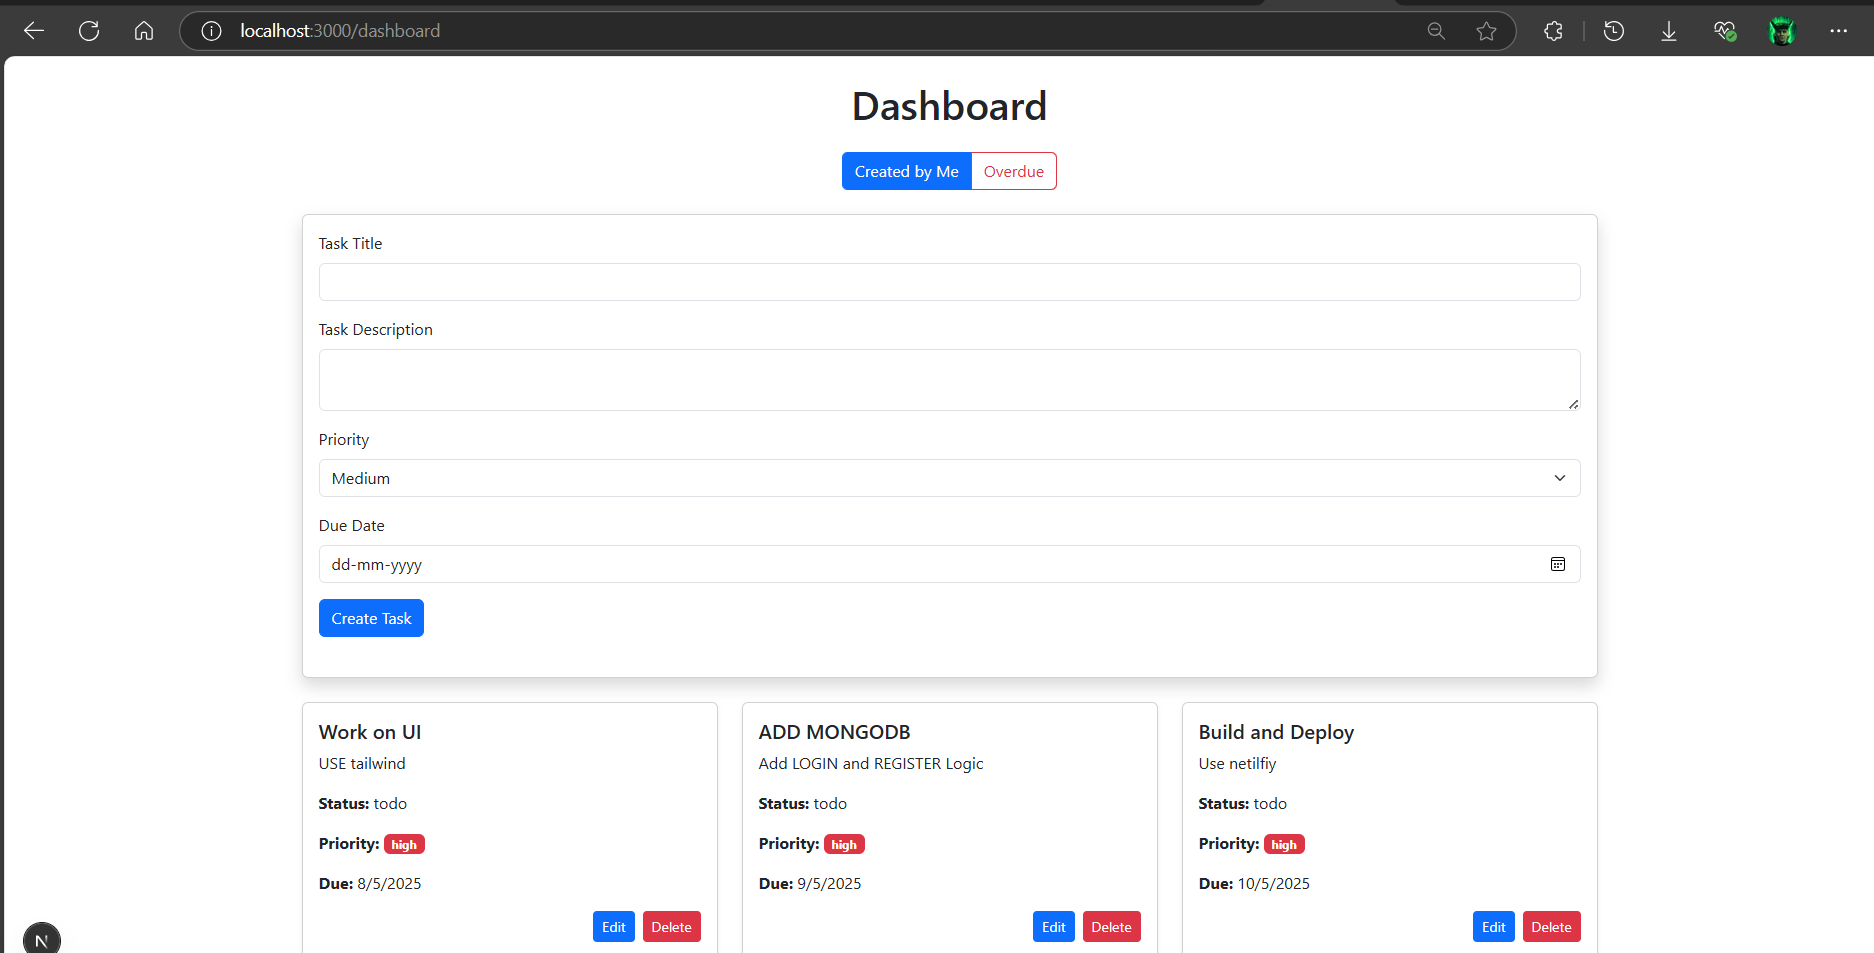 localhost:3000/dashboard
Dashboard
Created by Me Overdue
Task Title
Task Description
Priority
Medium
Due Date
dd-mm-yyyy
Create Task
Work on UI
USE tailwind
Status: todo
Priority: high
Due: 8/5/2025
Edit Delete
ADD MONGODB
Add LOGIN and REGISTER Logic
Status: todo
Priority: high
Due: 9/5/2025
Edit Delete
Build and Deploy
Use netilfiy
Status: todo
Priority: high
Due: 10/5/2025
Edit Delete
N